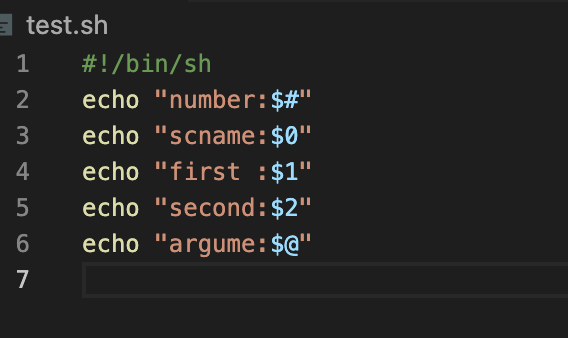 test.sh
1 #!/bin/sh
2 echo "number:$#"
3 echo "scname:$0"
4 echo "first :$1"
5 echo "second:$2"
6 echo "argume:$@"
7